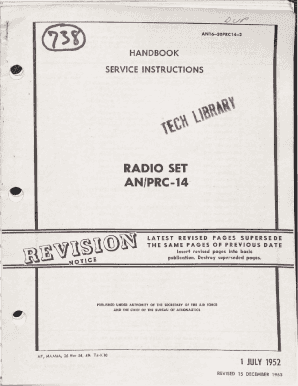 738
DUP
AN16-30PRC14-3
HANDBOOK
SERVICE INSTRUCTIONS
TECH LIBRARY
RADIO SET
AN/PRC-14
REVISION
NOTICE
LATEST REVISED PAGES SUPERSEDE
THE SAME PAGES OF PREVIOUS DATE
Insert revised pages into basic
publication. Destroy superseded pages.
PUBLISHED UNDER AUTHORITY OF THE SECRETARY OF THE AIR FORCE
AND THE CHIEF OF THE BUREAU OF AERONAUTICS
1 JULY 1952
REVISED 15 DECEMBER 1953